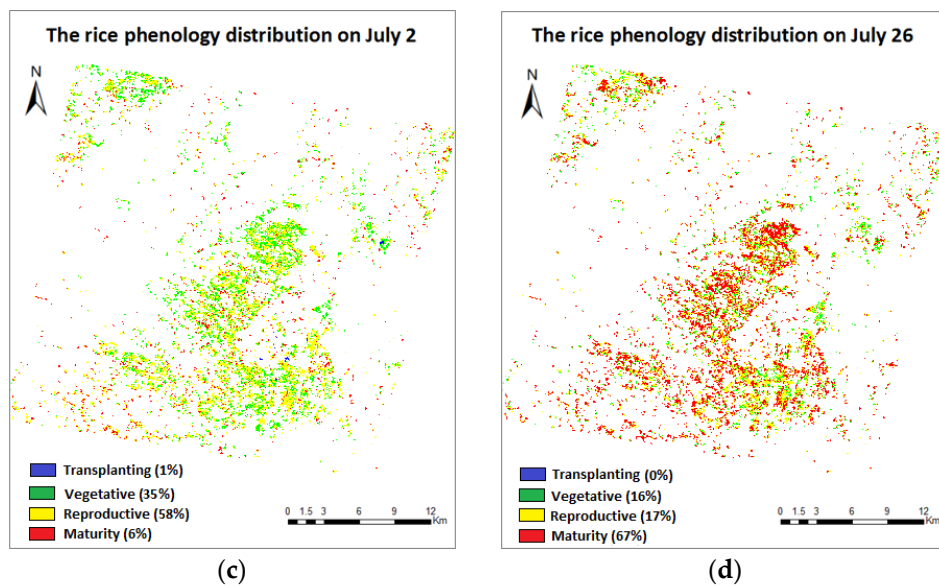 The rice phenology distribution on July 2
N
Transplanting (1%)
Vegetative (35%)
Reproductive (58%)
Maturity (6%)
0 1.5 3 6 9 12
Km
(c)
The rice phenology distribution on July 26
N
Transplanting (0%)
Vegetative (16%)
Reproductive (17%)
Maturity (67%)
0 1.5 3 6 9 12
Km
(d)